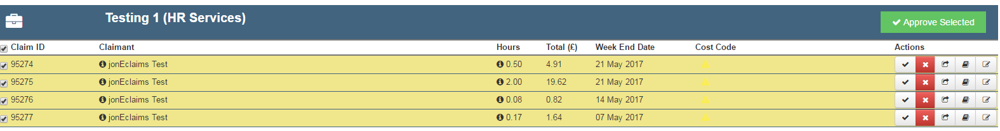 Testing 1 (HR Services)
Approve Selected
Claim ID Claimant Hours Total (£) Week End Date Cost Code Actions
95274 jonEclaims Test 0.50 4.91 21 May 2017
95275 jonEclaims Test 2.00 19.62 21 May 2017
95276 jonEclaims Test 0.08 0.82 14 May 2017
95277 jonEclaims Test 0.17 1.64 07 May 2017